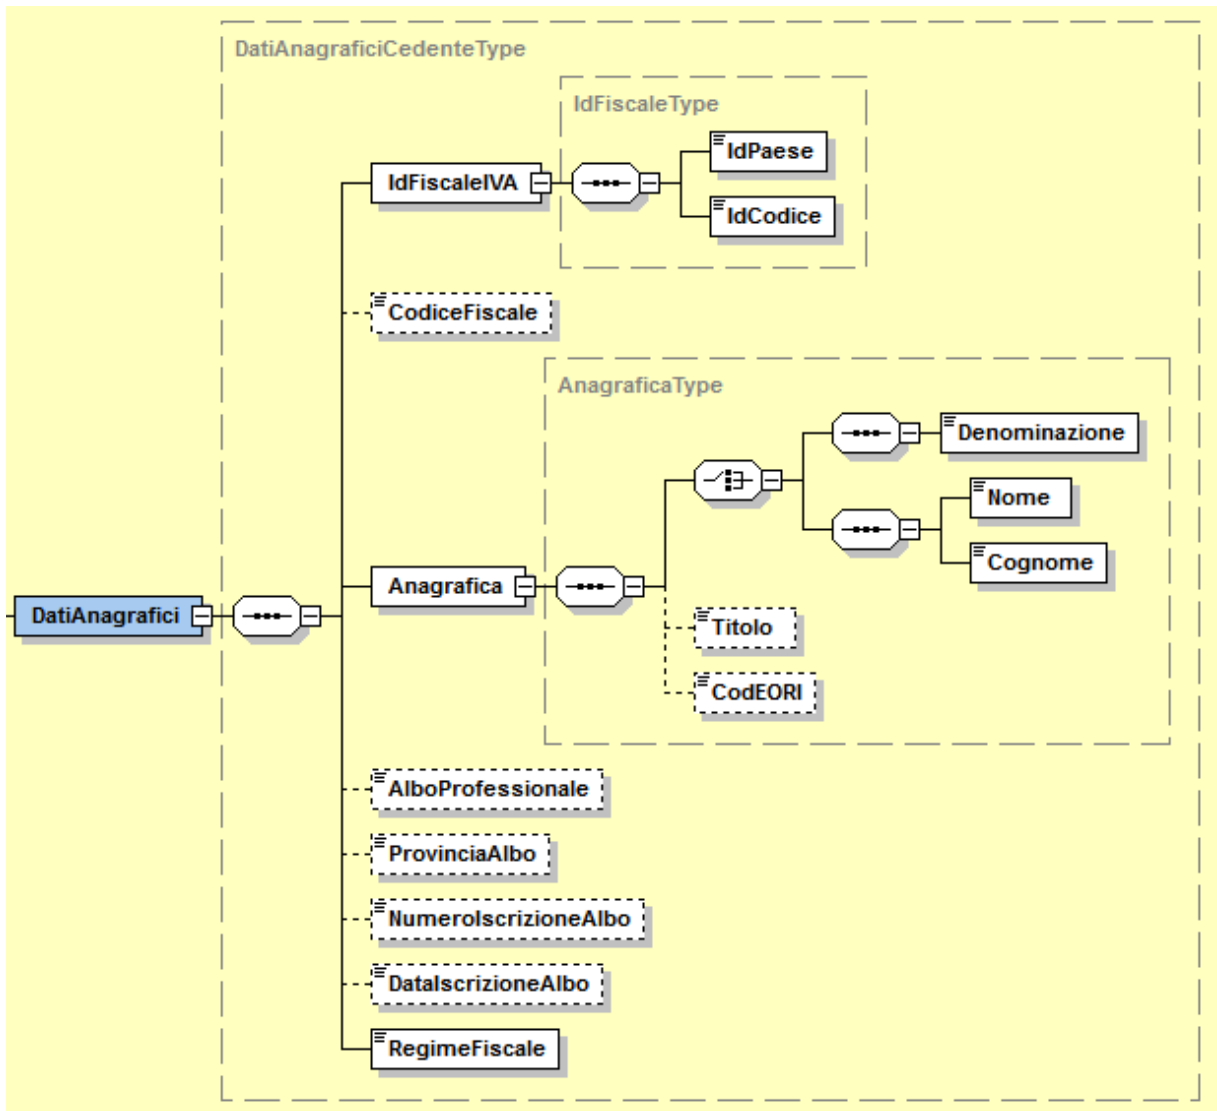 DatiAnagraficiCedenteType
IdFiscaleType
IdPaese
IdFiscaleIVA
IdCodice
CodiceFiscale
AnagraficaType
Denominazione
Nome
Cognome
Anagrafica
DatiAnagrafici
Titolo
CodEORI
AlboProfessionale
ProvinciaAlbo
NumeroIscrizioneAlbo
DataIscrizioneAlbo
RegimeFiscale